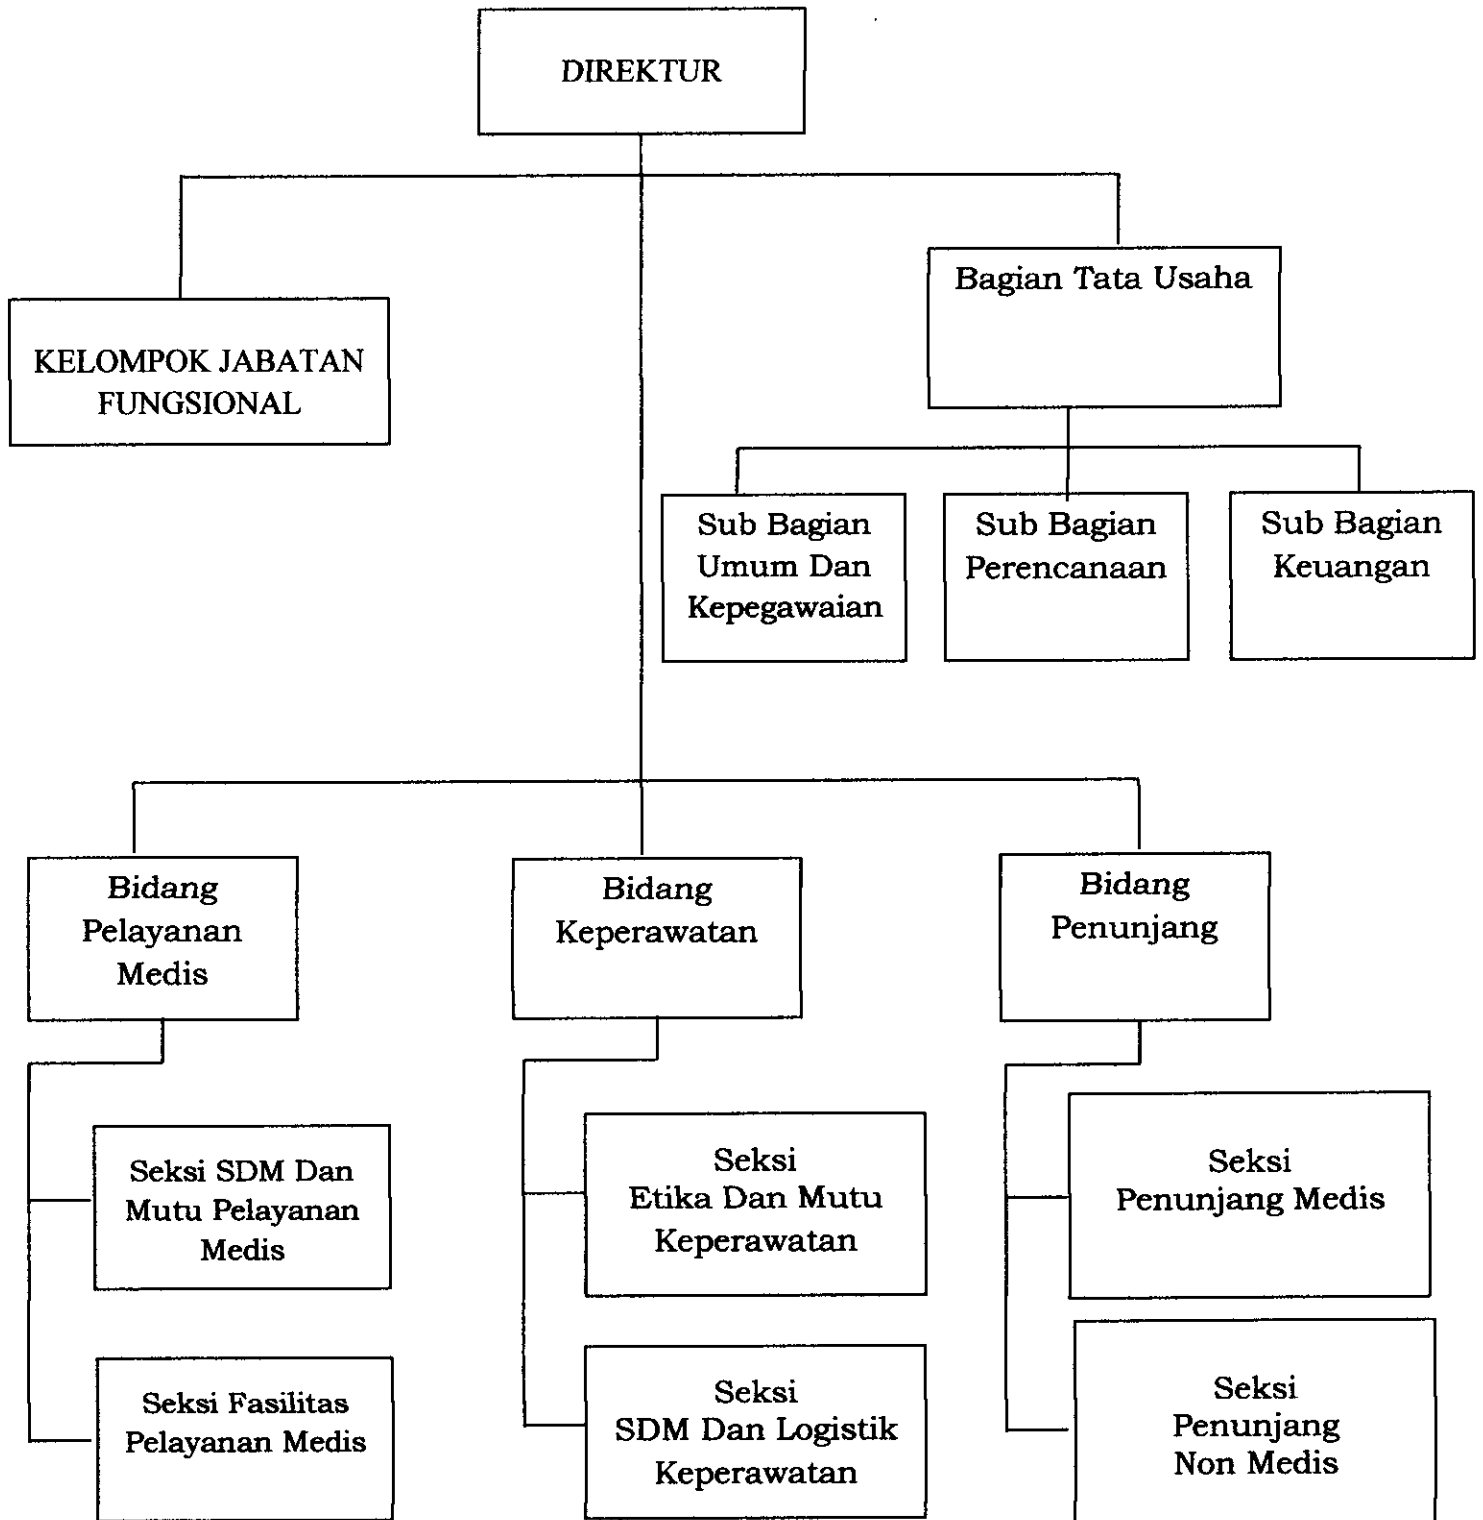 DIREKTUR
Bagian Tata Usaha
KELOMPOK JABATAN
FUNGSIONAL
Sub Bagian
Umum Dan
Kepegawaian
Sub Bagian
Perencanaan
Sub Bagian
Keuangan
Bidang
Pelayanan
Medis
Bidang
Keperawatan
Bidang
Penunjang
Seksi SDM Dan
Mutu Pelayanan
Medis
Seksi Fasilitas
Pelayanan Medis
Seksi
Etika Dan Mutu
Keperawatan
Seksi
SDM Dan Logistik
Keperawatan
Seksi
Penunjang Medis
Seksi
Penunjang
Non Medis